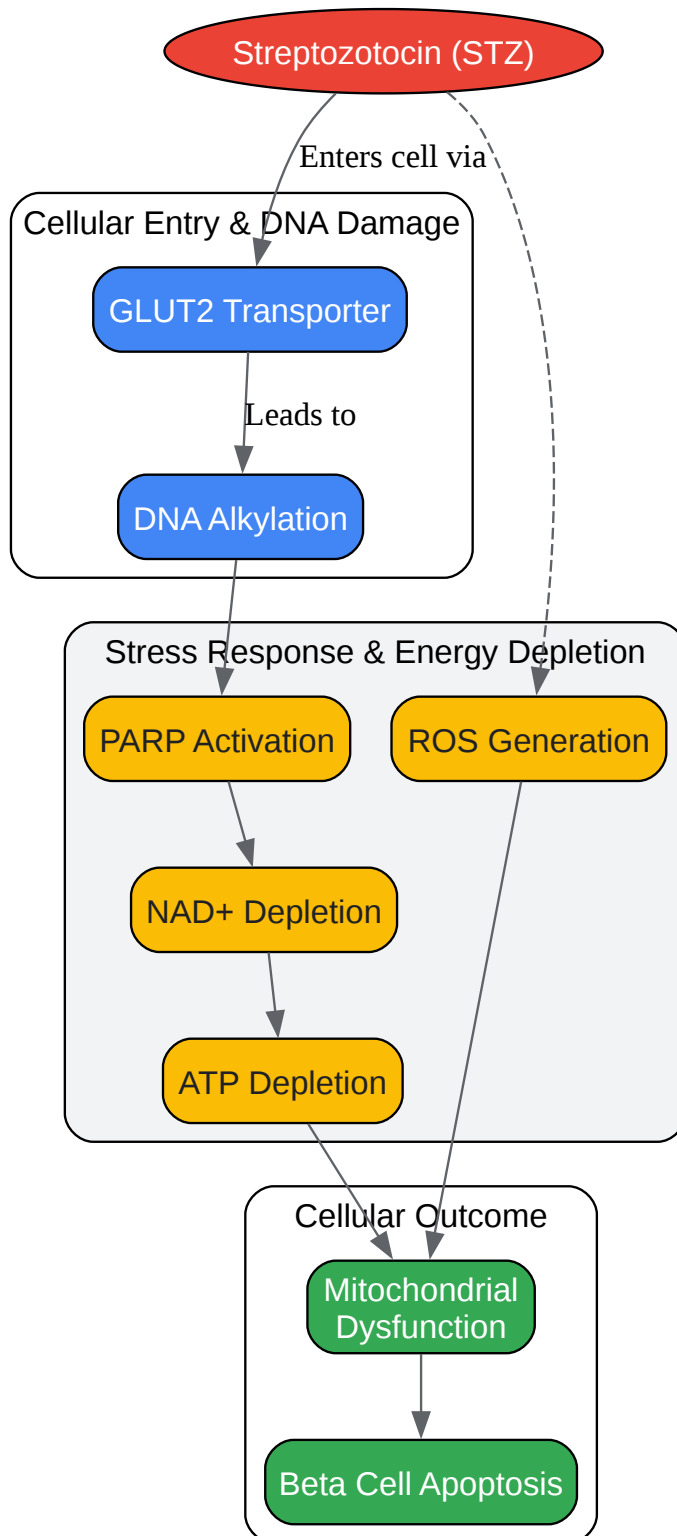 Streptozotocin (STZ)
Enters cell via
Cellular Entry & DNA Damage
GLUT2 Transporter
Leads to
DNA Alkylation
Stress Response & Energy Depletion
PARP Activation
ROS Generation
NAD+ Depletion
ATP Depletion
Cellular Outcome
Mitochondrial
Dysfunction
Beta Cell Apoptosis